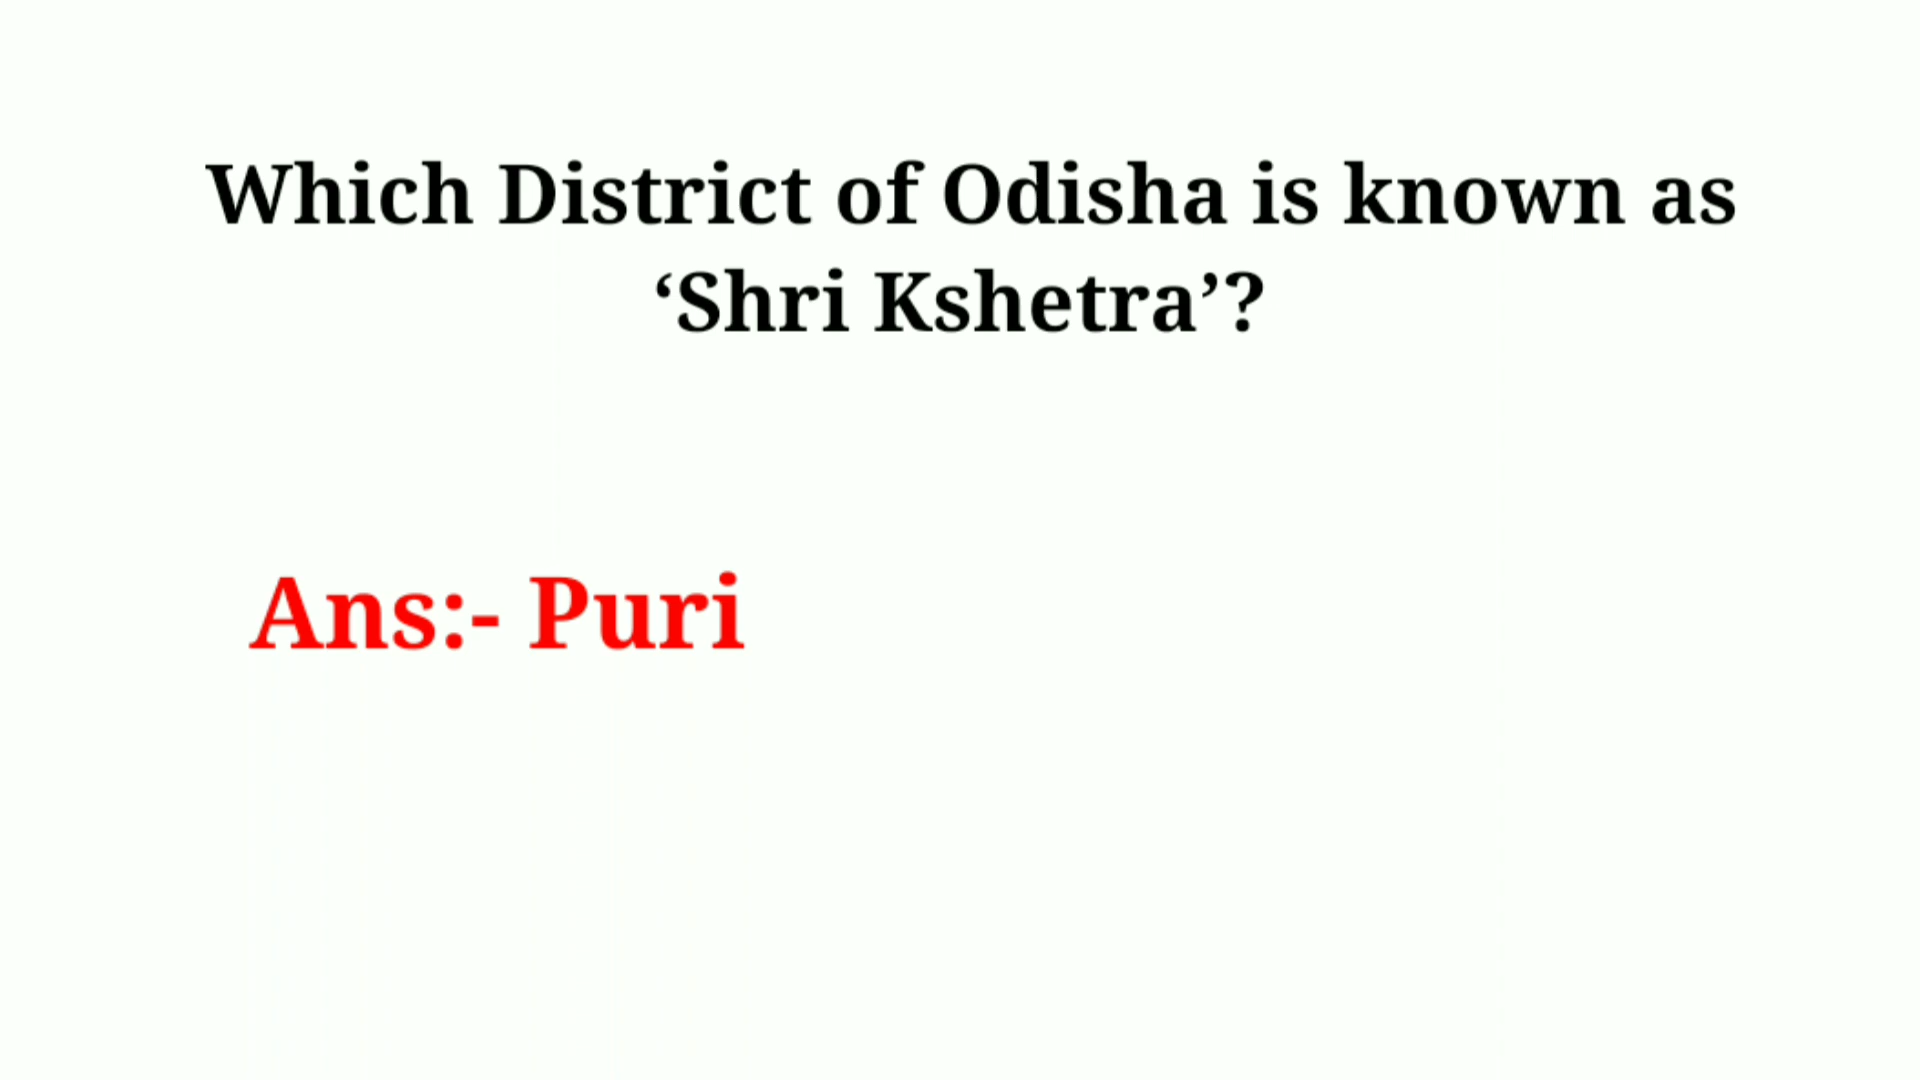 Which District of Odisha is known as
‘Shri Kshetra’?
Ans:- Puri